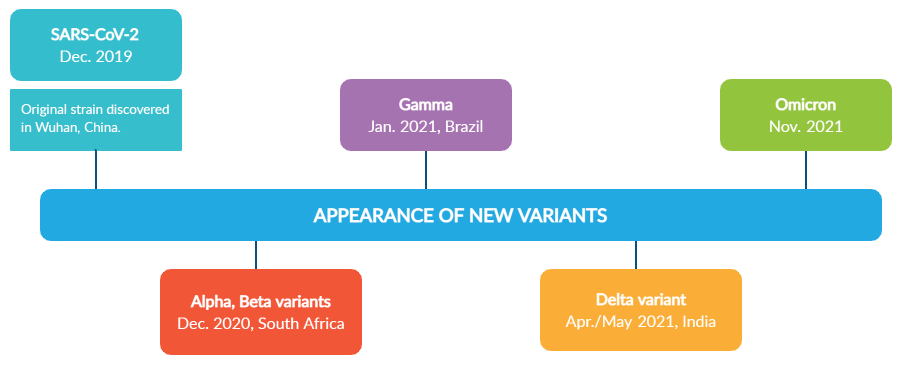 SARS-CoV-2
Dec. 2019
Original strain discovered
in Wuhan, China.
Gamma
Jan. 2021, Brazil
Omicron
Nov. 2021
APPEARANCE OF NEW VARIANTS
Alpha, Beta variants
Dec. 2020, South Africa
Delta variant
Apr./May 2021, India